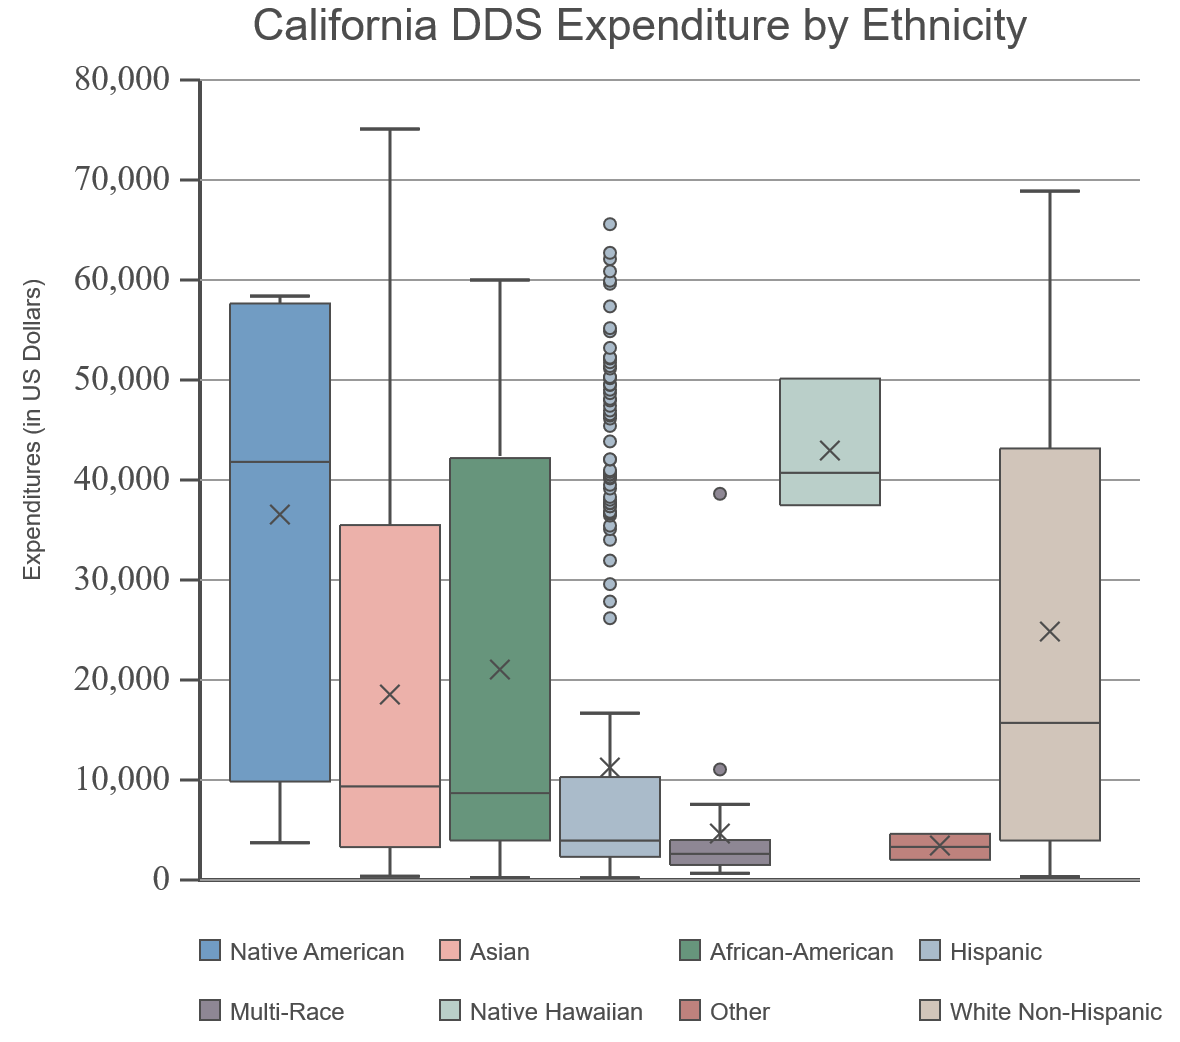 California DDS Expenditure by Ethnicity
80,000
70,000
60,000
50,000
40,000
30,000
20,000
10,000
0
Expenditures (in US Dollars)
Native American
Asian
African-American
Hispanic
Multi-Race
Native Hawaiian
Other
White Non-Hispanic